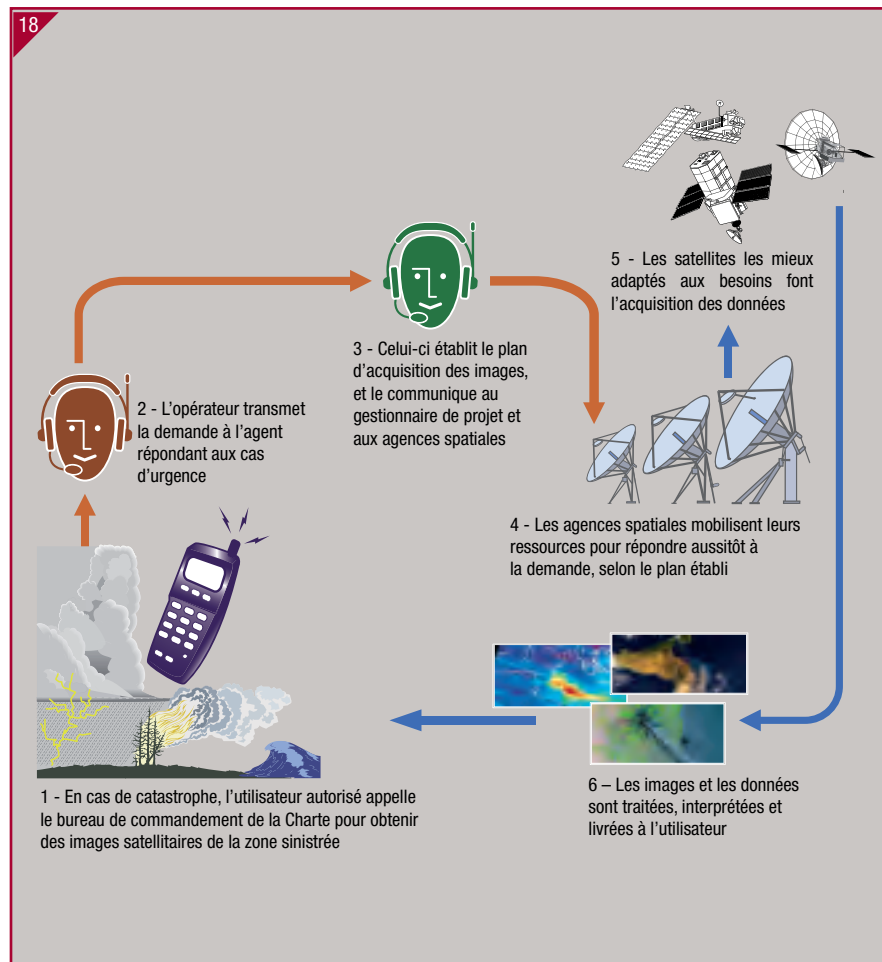 18
1 - En cas de catastrophe, l’utilisateur autorisé appelle
le bureau de commandement de la Charte pour obtenir
des images satellitaires de la zone sinistrée
2 - L’opérateur transmet
la demande à l’agent
répondant aux cas
d’urgence
3 - Celui-ci établit le plan
d’acquisition des images,
et le communique au
gestionnaire de projet et
aux agences spatiales
4 - Les agences spatiales mobilisent leurs
ressources pour répondre aussitôt à
la demande, selon le plan établi
5 - Les satellites les mieux
adaptés aux besoins font
l’acquisition des données
6 – Les images et les données
sont traitées, interprétées et
livrées à l’utilisateur